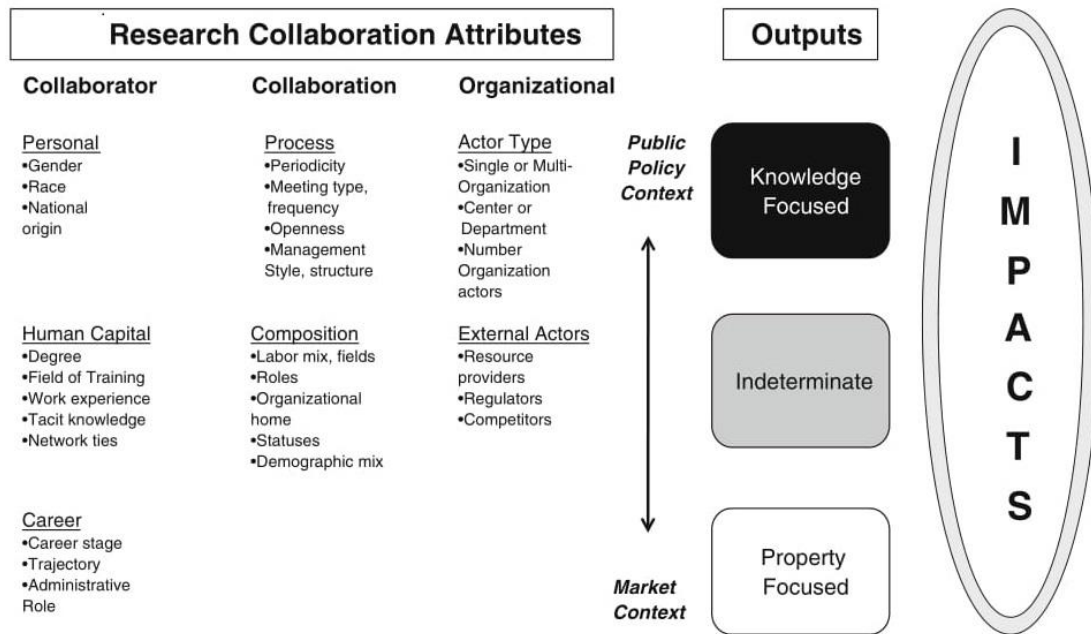 Research Collaboration Attributes
Outputs
Collaborator
Collaboration
Organizational
Personal
•Gender
•Race
•National
origin
Process
•Periodicity
•Meeting type,
frequency
•Openness
•Management
Style, structure
Actor Type
•Single or Multi-
Organization
•Center or
Department
•Number
Organization
actors
Human Capital
•Degree
•Field of Training
•Work experience
•Tacit knowledge
•Network ties
Composition
•Labor mix, fields
•Roles
•Organizational
home
•Statuses
•Demographic mix
External Actors
•Resource
providers
•Regulators
•Competitors
Career
•Career stage
•Trajectory
•Administrative
Role
Public
Policy
Context
Market
Context
Knowledge
Focused
Indeterminate
Property
Focused
I
M
P
A
C
T
S